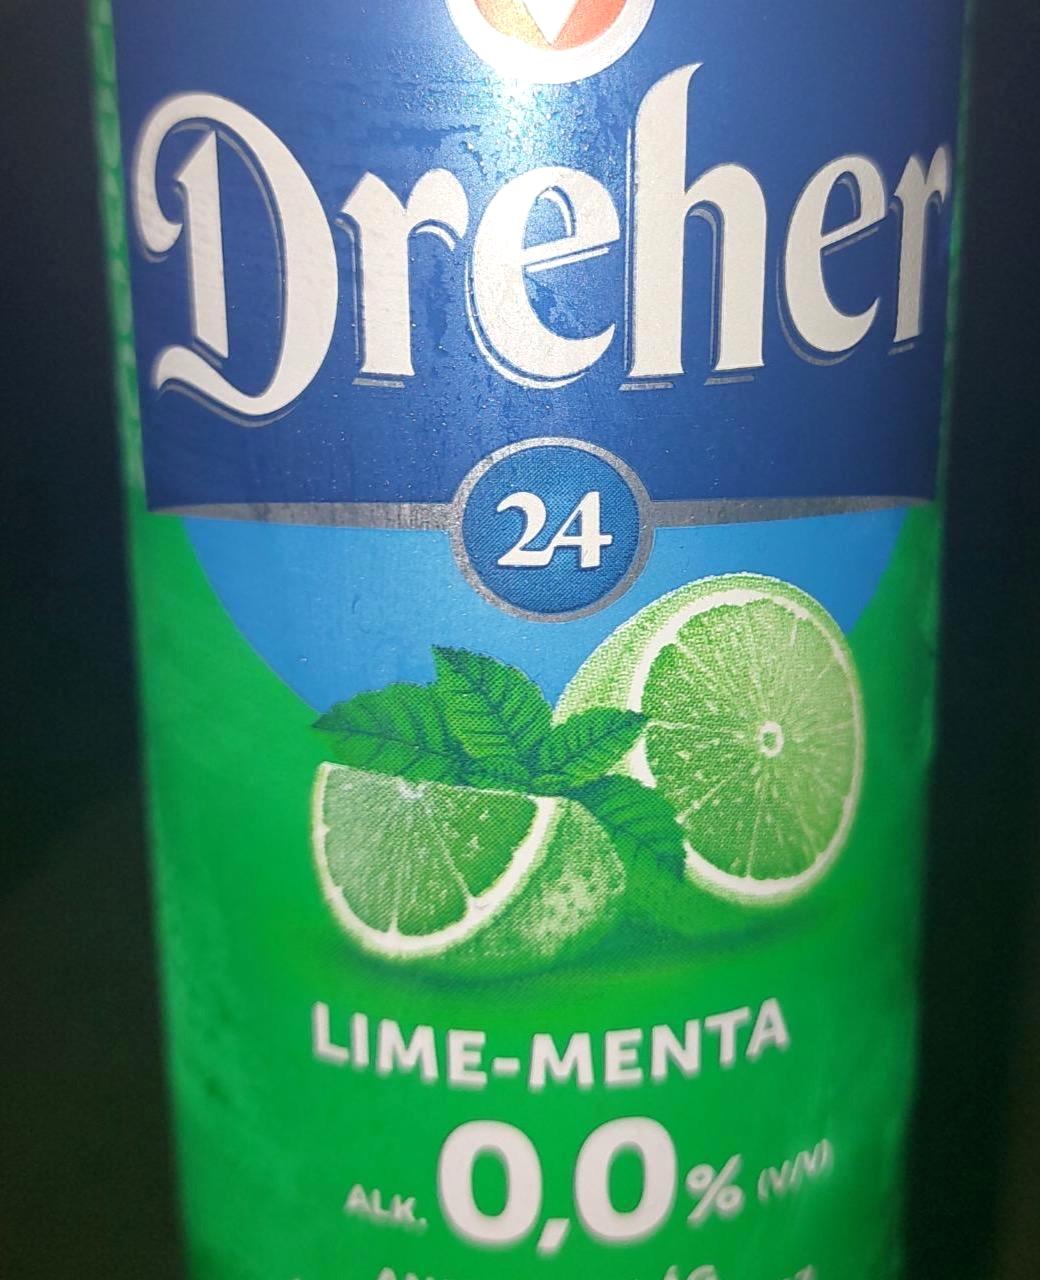 Dreher
24
LIME-MENTA
ALK. 0,0% (V/V)